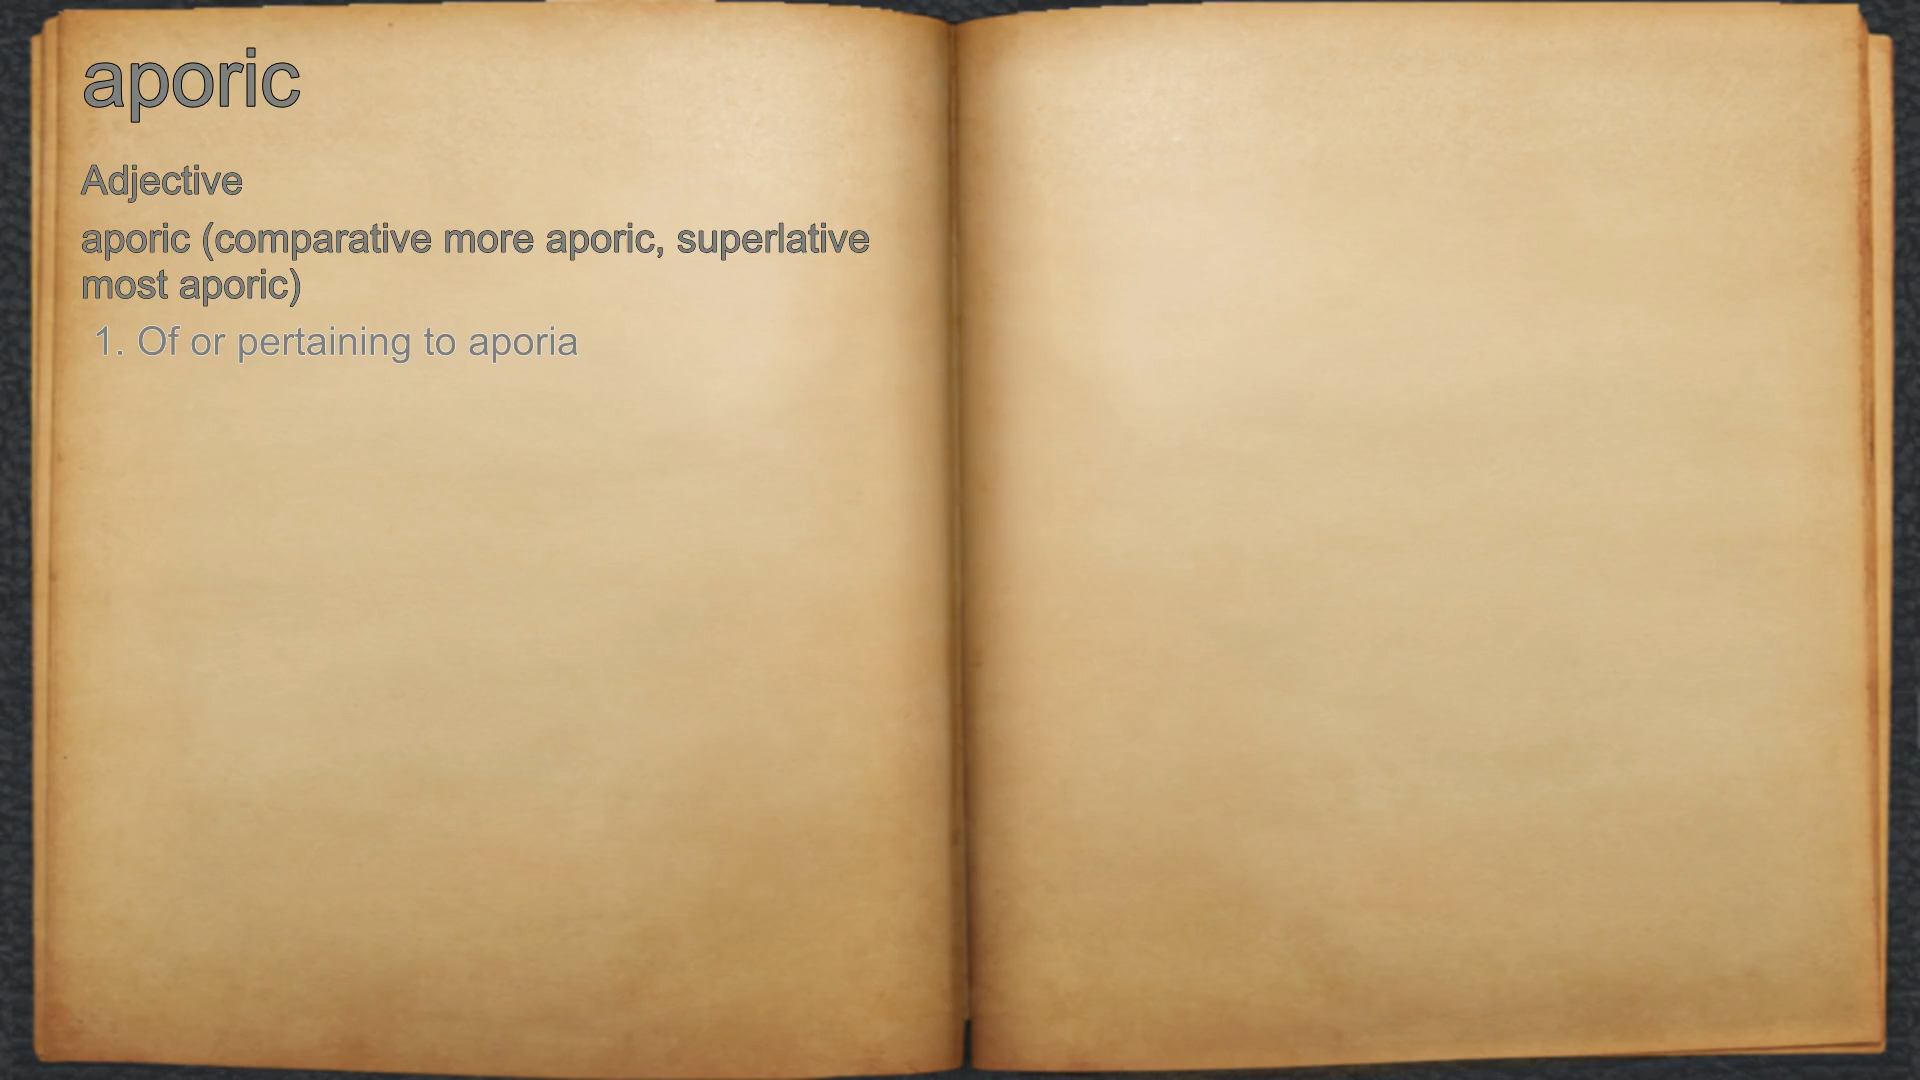 aporic
Adjective
aporic (comparative more aporic, superlative
most aporic)
1. Of or pertaining to aporia